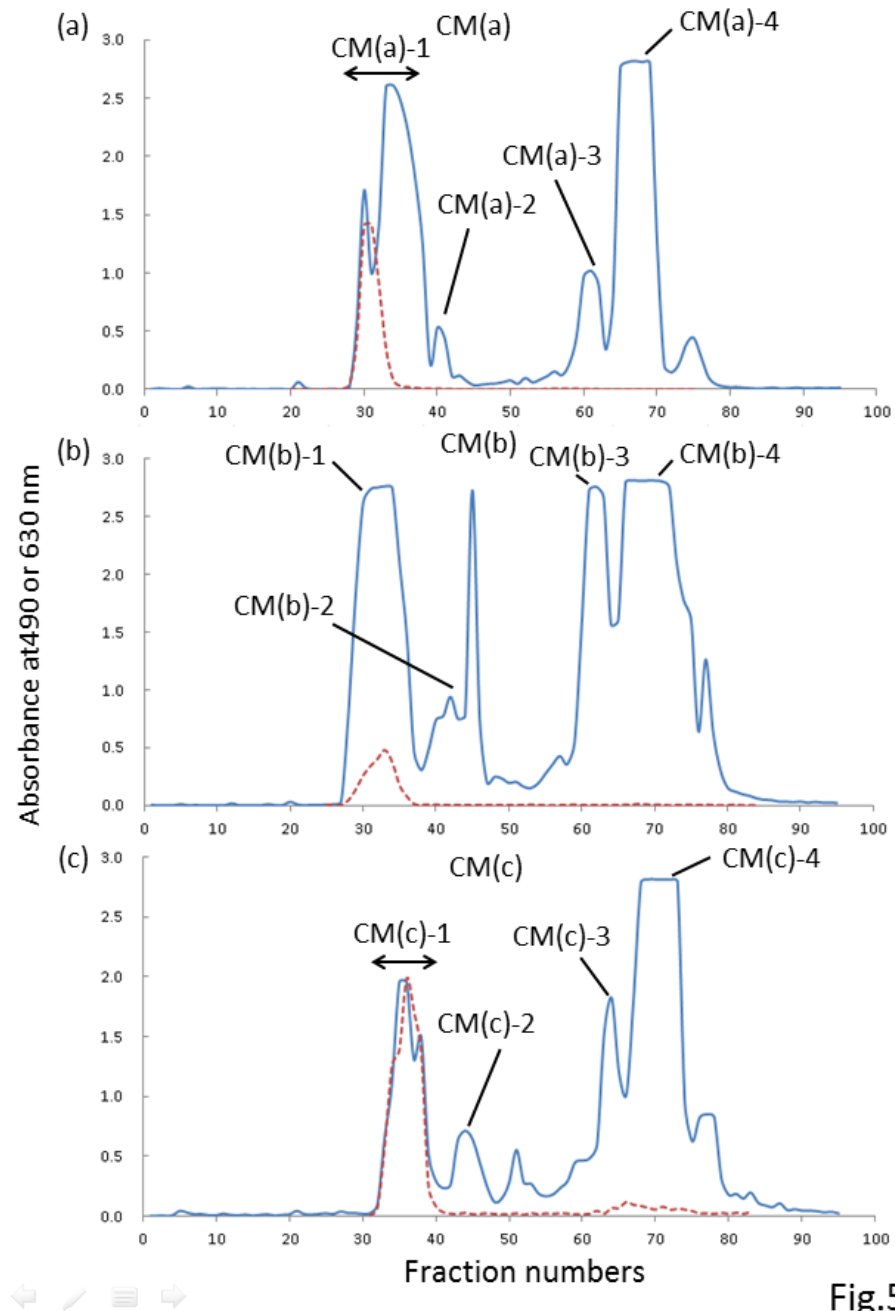 (a)
CM(a)
CM(a)-1
CM(a)-4
CM(a)-3
CM(a)-2
3.0
2.5
2.0
1.5
1.0
0.5
0.0
0 10 20 30 40 50 60 70 80 90 100
(b)
CM(b)
CM(b)-1
CM(b)-3
CM(b)-4
CM(b)-2
3.0
2.5
2.0
1.5
1.0
0.5
0.0
0 10 20 30 40 50 60 70 80 90 100
Absorbance at490 or 630 nm
(c)
CM(c)
CM(c)-4
CM(c)-1
CM(c)-3
CM(c)-2
3.0
2.5
2.0
1.5
1.0
0.5
0.0
0 10 20 30 40 50 60 70 80 90 100
Fraction numbers
Fig.5